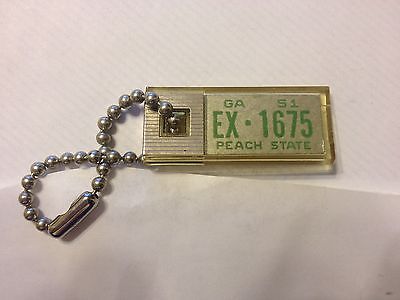 GA 51
EX·1675
PEACH STATE